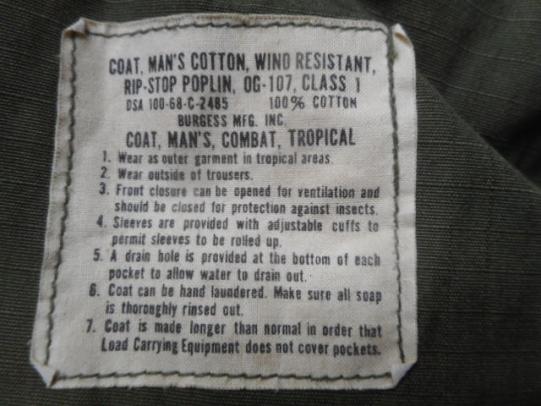 COAT, MAN'S COTTON, WIND RESISTANT,
RIP-STOP POPLIN, OG-107, CLASS 1
DSA 100-68-C-2485 100% COTTON
BURGESS MFG. INC.
COAT, MAN'S, COMBAT, TROPICAL
1. Wear as outer garment in tropical areas.
2. Wear outside of trousers.
3. Front closure can be opened for ventilation and
should be closed for protection against insects.
4. Sleeves are provided with adjustable cuffs to
permit sleeves to be rolled up.
5. A drain hole is provided at the bottom of each
pocket to allow water to drain out.
6. Coat can be hand laundered. Make sure all soap
is thoroughly rinsed out.
7. Coat is made longer than normal in order that
Load Carrying Equipment does not cover pockets.